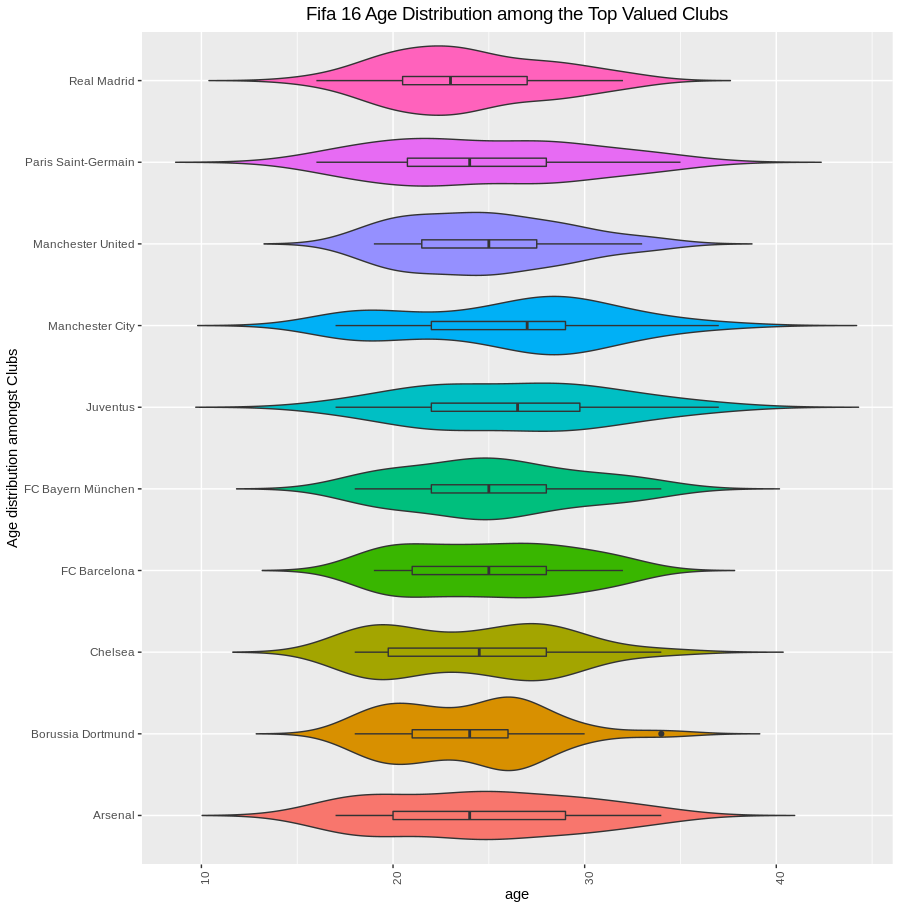 Fifa 16 Age Distribution among the Top Valued Clubs
Age distribution amongst Clubs
Real Madrid
Paris Saint-Germain
Manchester United
Manchester City
Juventus
FC Bayern München
FC Barcelona
Chelsea
Borussia Dortmund
Arsenal
10
20
30
40
age